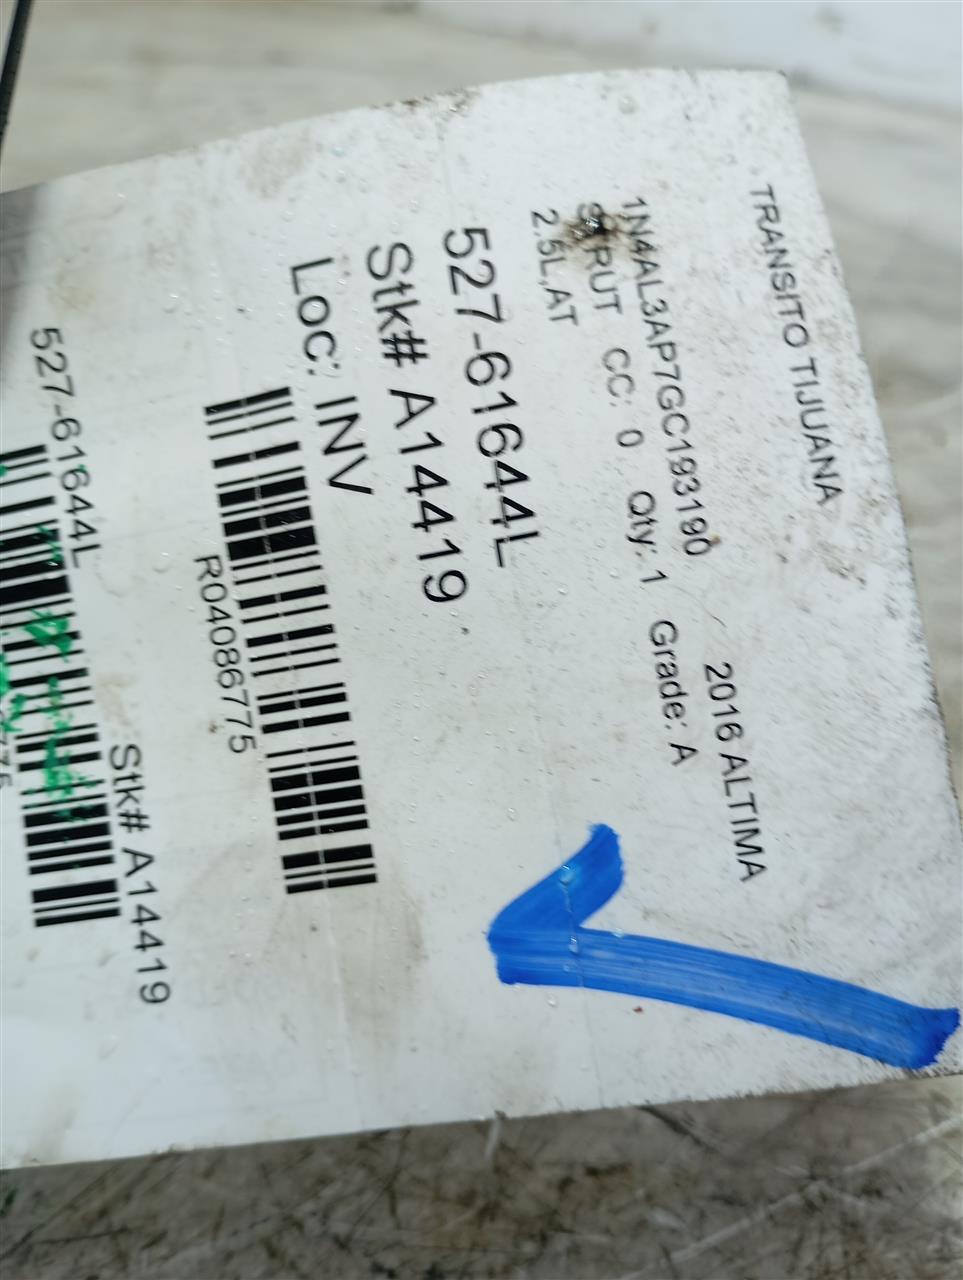 TRANSITO TIJUANA
1N4AL3AP7GC193190 2016 ALTIMA
STRUT CC: 0 Qty: 1 Grade: A
2.5L,AT
527-61644L
Stk# A14419
Loc: INV
R04086775
527-61644L Stk# A14419